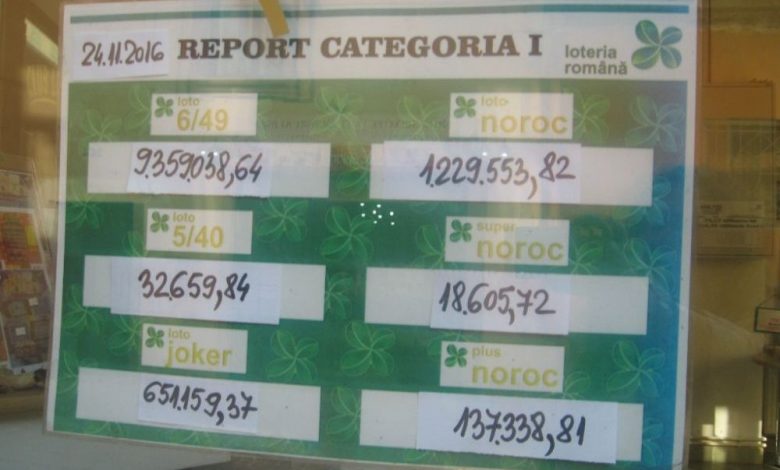 24.11.2016 REPORT CATEGORIA I
loteria
română
loto
6/49
loto
noroc
9.359.038,64
1.229.553,82
loto
5/40
super
noroc
32659,84
18.605,72
loto
joker
plus
noroc
651.159,37
137.338,81